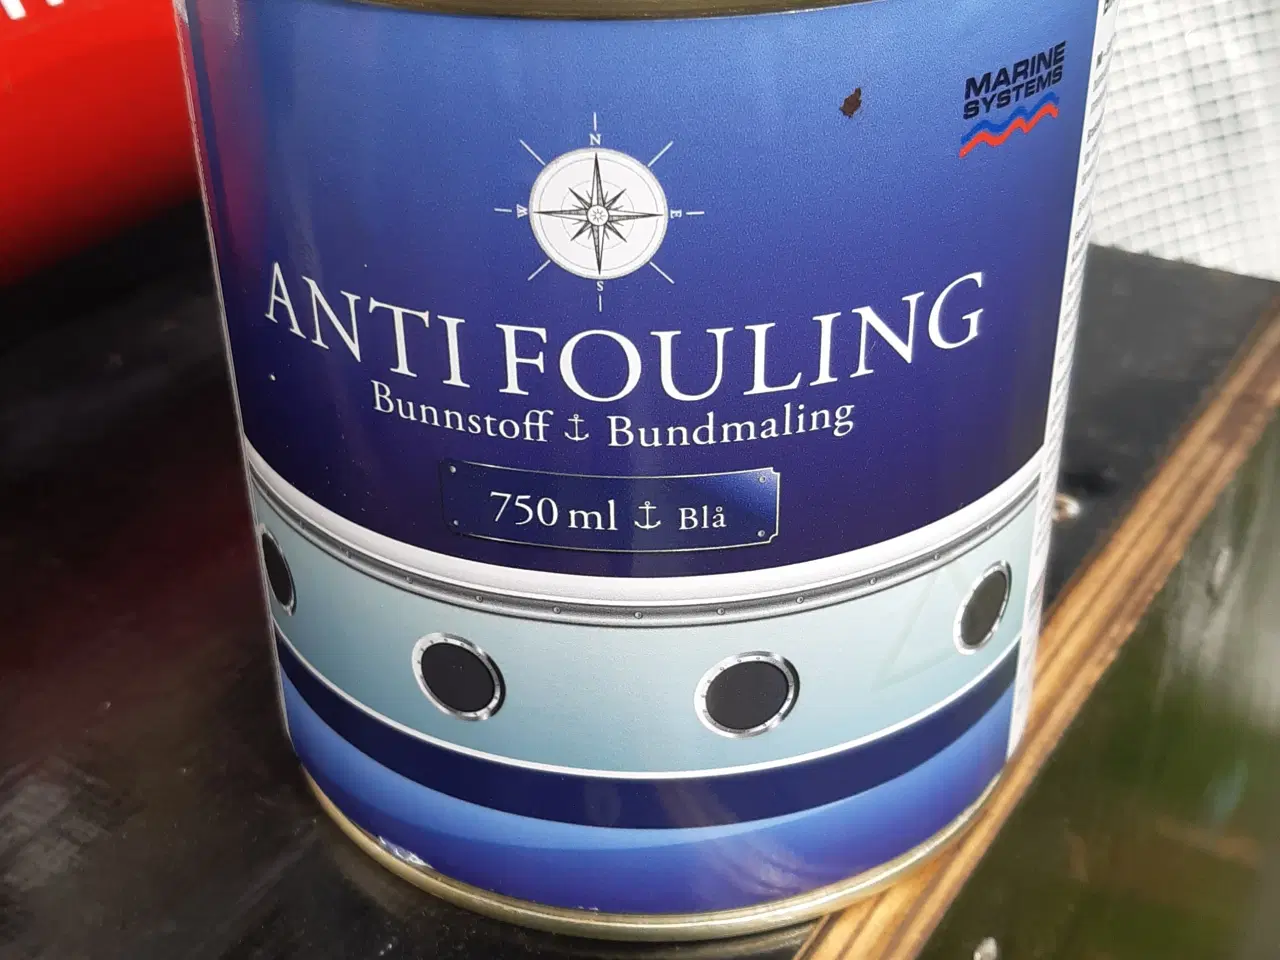 MARINE
SYSTEMS
N
W E
S
ANTI FOULING
Bunnstoff Bundmaling
750 ml Blå